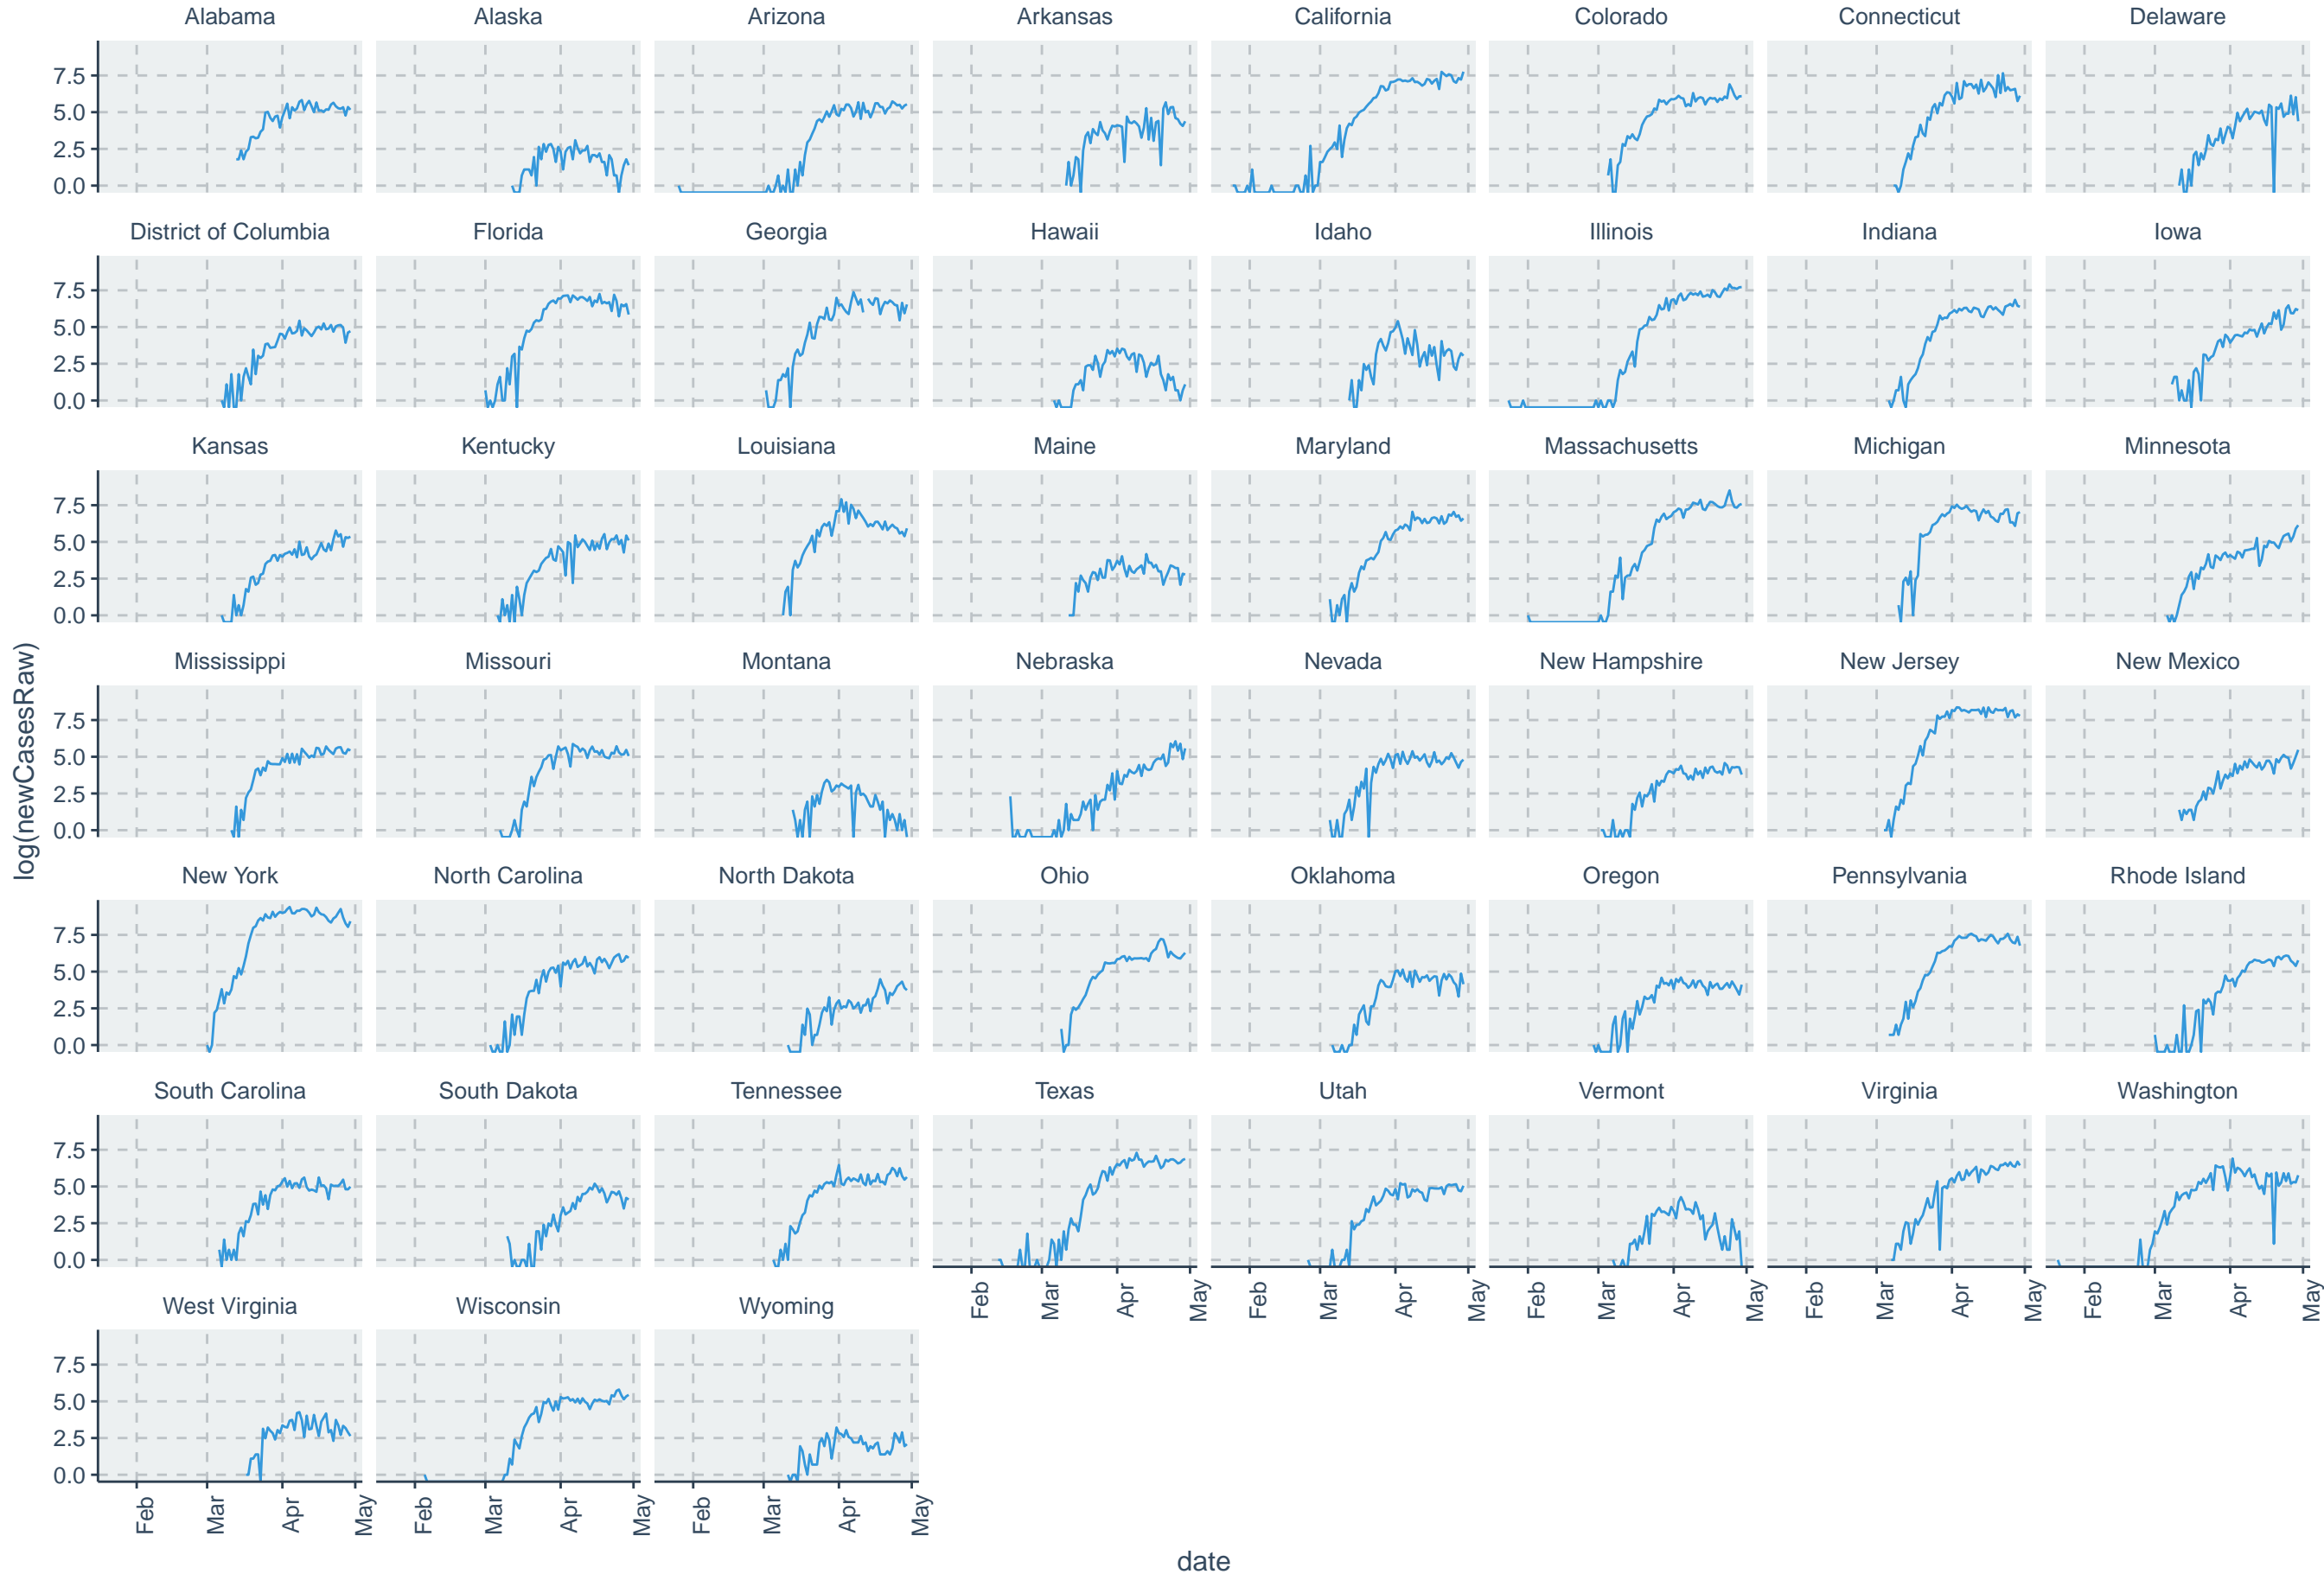 Alabama Alaska Arizona Arkansas California Colorado Connecticut Delaware
7.5
5.0
2.5
0.0
District of Columbia Florida Georgia Hawaii Idaho Illinois Indiana Iowa
7.5
5.0
2.5
0.0
Kansas Kentucky Louisiana Maine Maryland Massachusetts Michigan Minnesota
7.5
5.0
2.5
0.0
log(newCasesRaw)
Mississippi Missouri Montana Nebraska Nevada New Hampshire New Jersey New Mexico
7.5
5.0
2.5
0.0
New York North Carolina North Dakota Ohio Oklahoma Oregon Pennsylvania Rhode Island
7.5
5.0
2.5
0.0
South Carolina South Dakota Tennessee Texas Utah Vermont Virginia Washington
7.5
5.0
2.5
0.0
Feb Mar Apr May Feb Mar Apr May Feb Mar Apr May Feb Mar Apr May Feb Mar Apr May
West Virginia Wisconsin Wyoming
7.5
5.0
2.5
0.0
Feb Mar Apr May Feb Mar Apr May Feb Mar Apr May
date